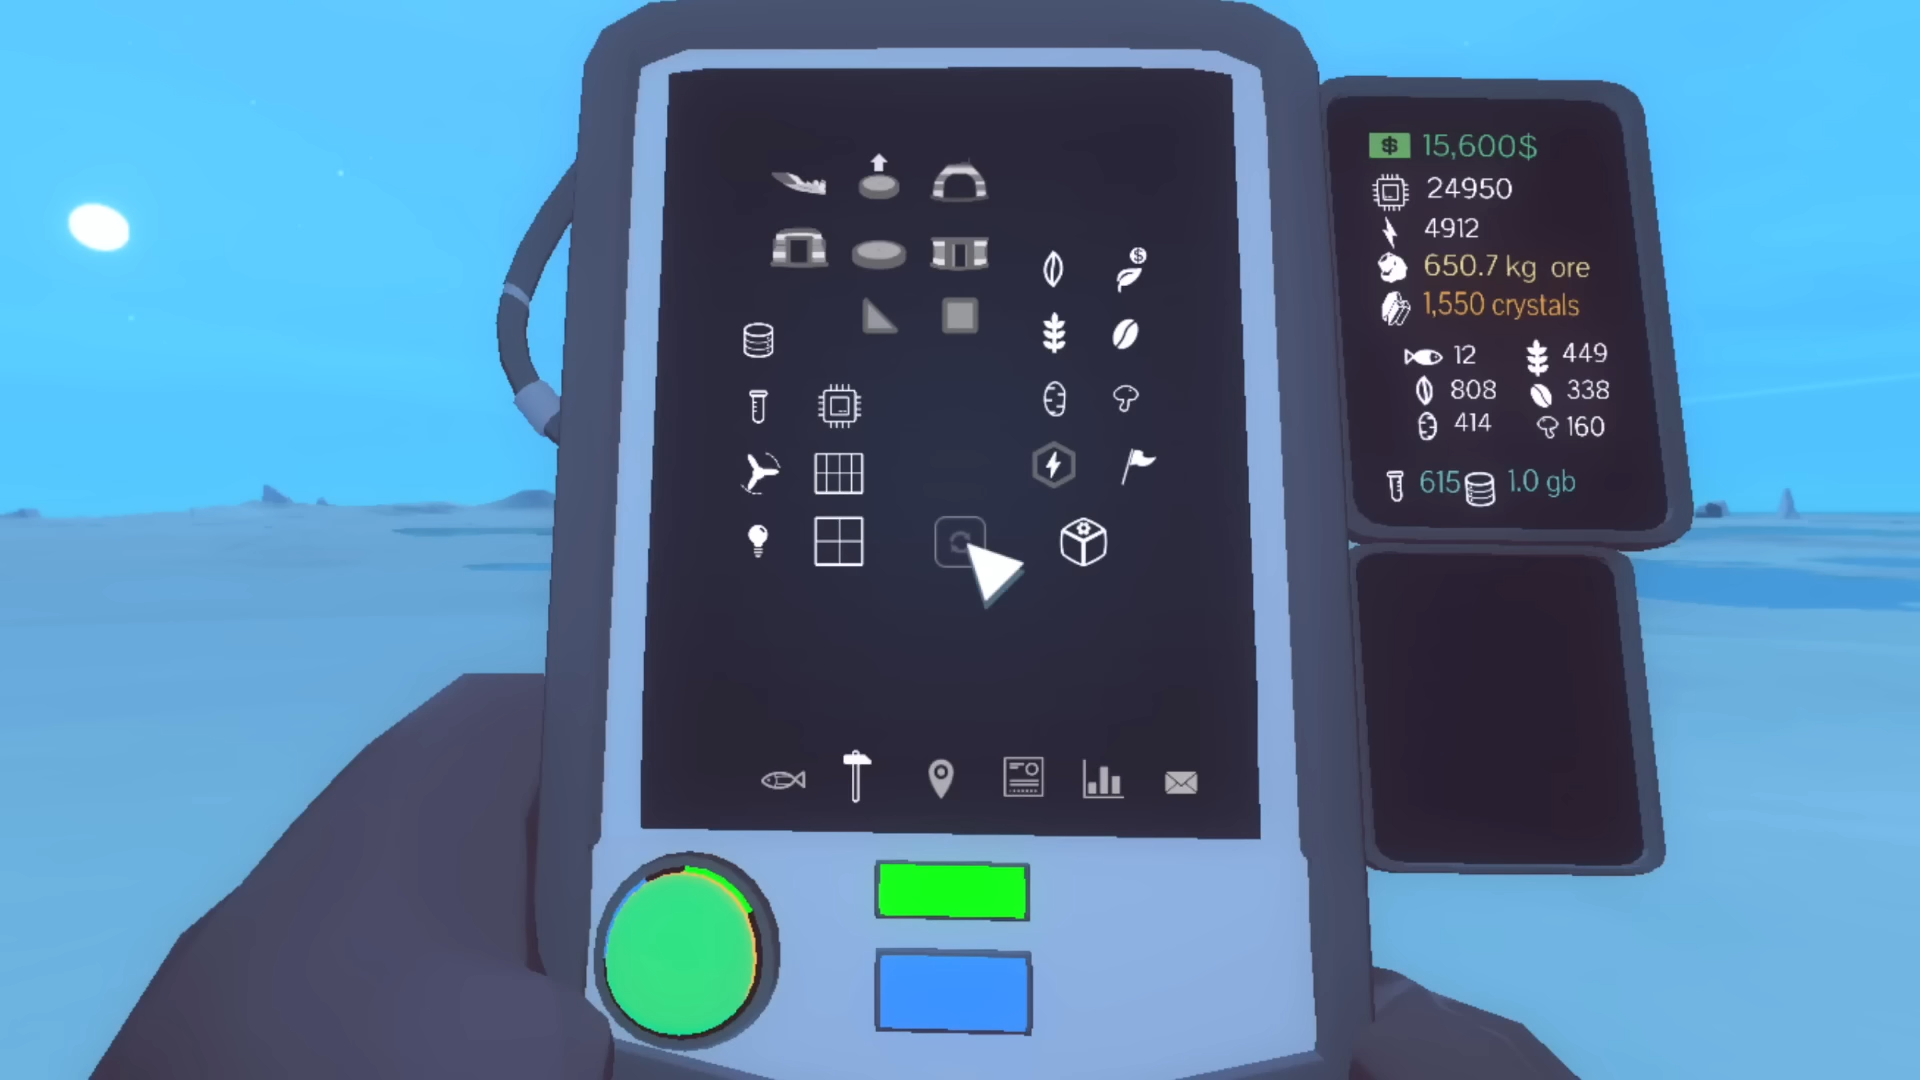 $ 15,600$
24950
4912
650.7 kg ore
1,550 crystals
12 449
808 338
414 160
615 1.0 gb
$